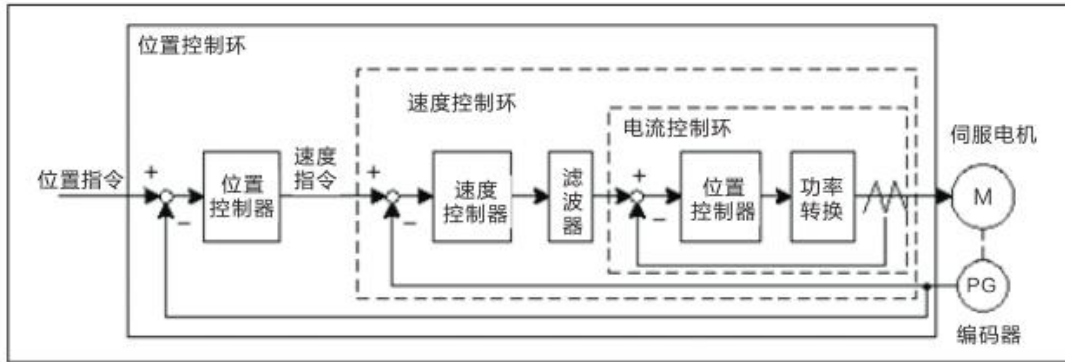 位置控制环
速度控制环
电流控制环
伺服电机
位置指令
+
−
位置
控制器
速度
指令
+
−
速度
控制器
滤
波
器
+
−
位置
控制器
功率
转换
M
PG
编码器